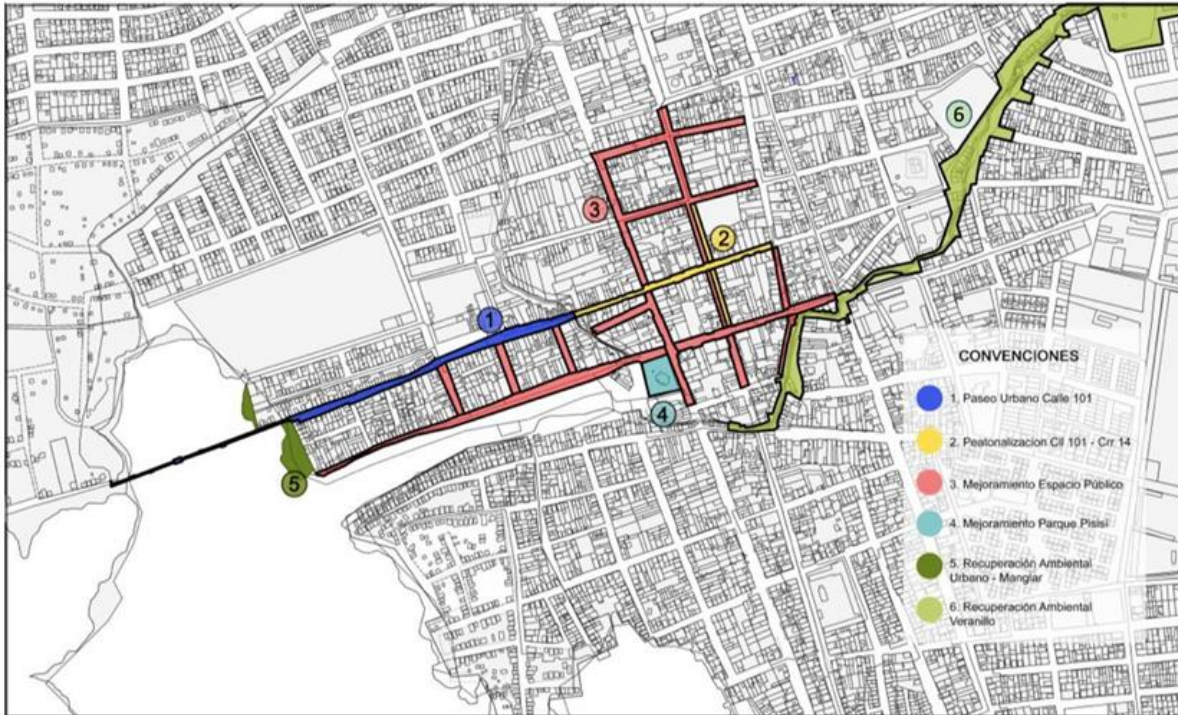 6
3
2
1
4
5
CONVENCIONES
1. Paseo Urbano Calle 101
2. Peatonalizacion Cll 101 - Crr 14
3. Mejoramiento Espacio Público
4. Mejoramiento Parque Pisisi
5. Recuperación Ambiental
Urbano - Manglar
6. Recuperación Ambiental
Veranillo